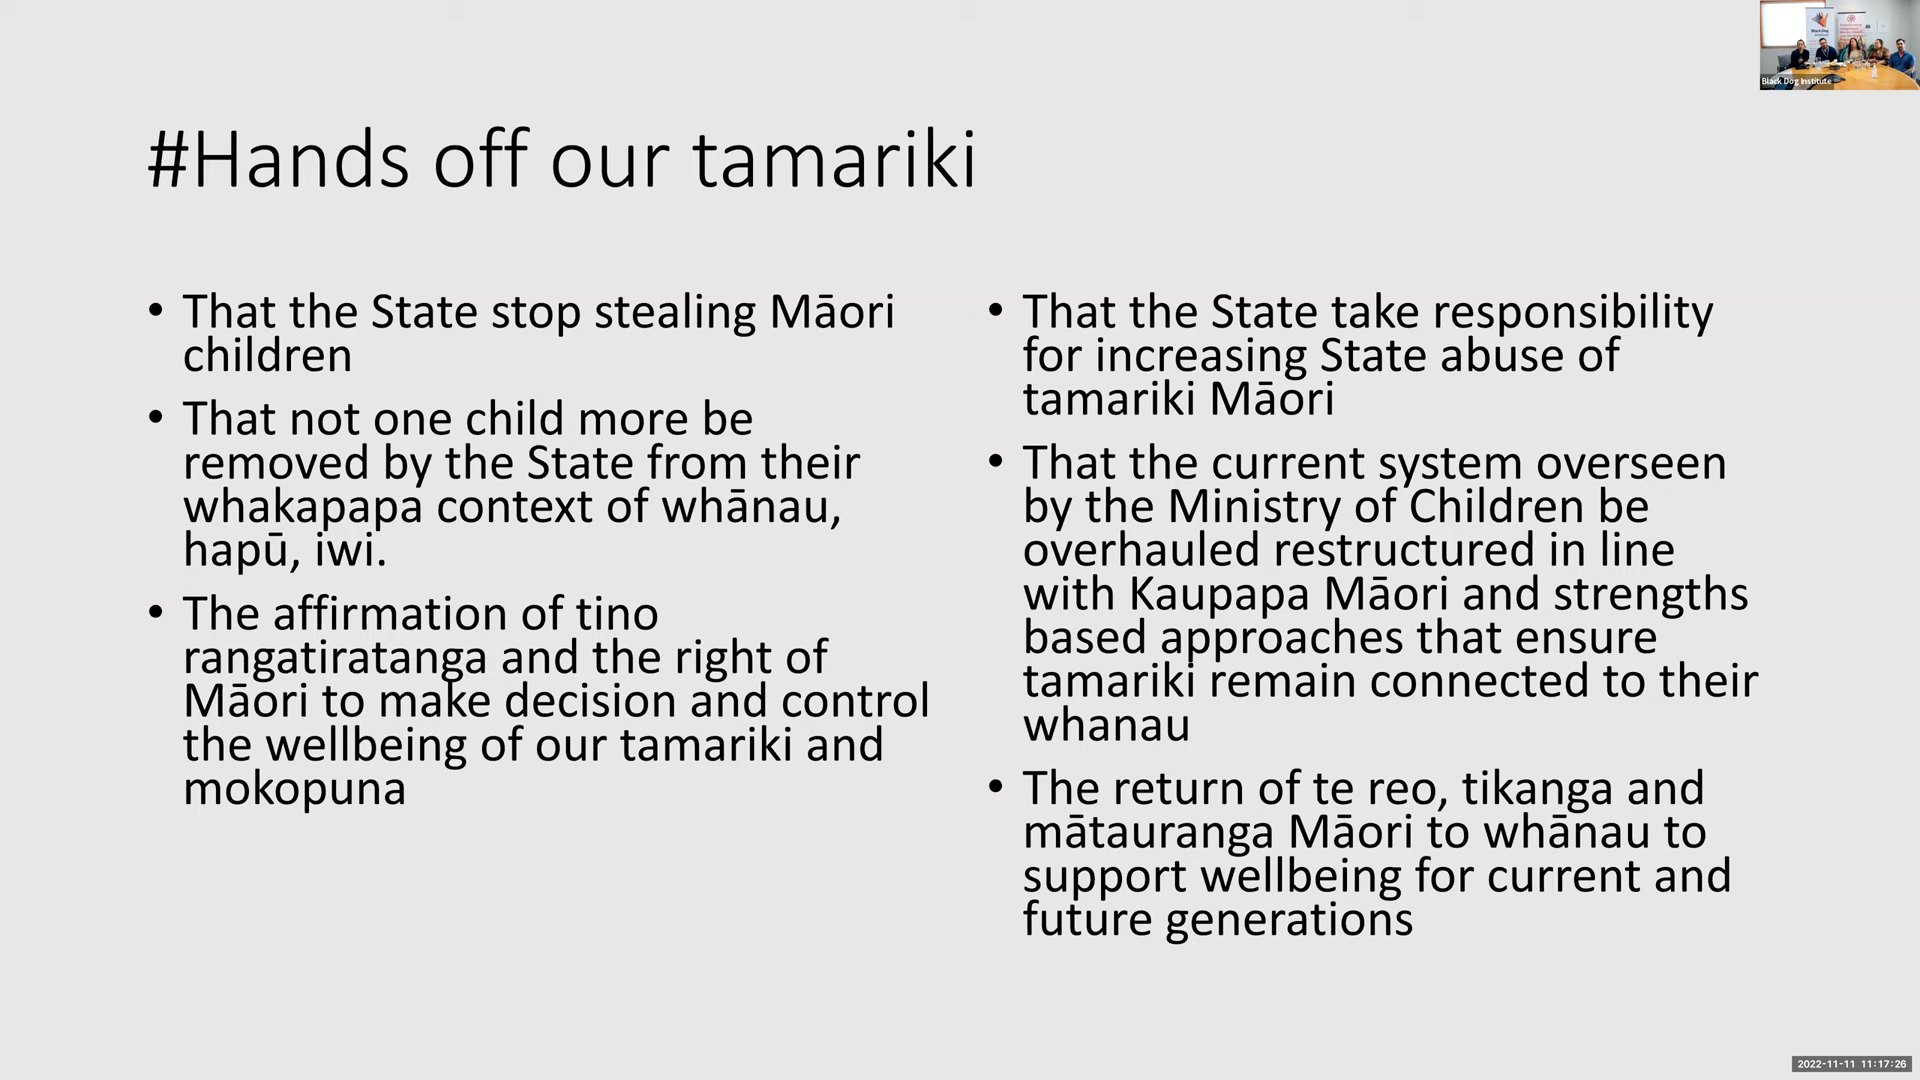 #Hands off our tamariki
• That the State stop stealing Māori
children
• That not one child more be
removed by the State from their
whakapapa context of whānau,
hapū, iwi.
• The affirmation of tino
rangatiratanga and the right of
Māori to make decision and control
the wellbeing of our tamariki and
mokopuna
• That the State take responsibility
for increasing State abuse of
tamariki Māori
• That the current system overseen
by the Ministry of Children be
overhauled restructured in line
with Kaupapa Māori and strengths
based approaches that ensure
tamariki remain connected to their
whanau
• The return of te reo, tikanga and
mātauranga Māori to whānau to
support wellbeing for current and
future generations
Black Dog Institute
2022-11-11 11:17:26